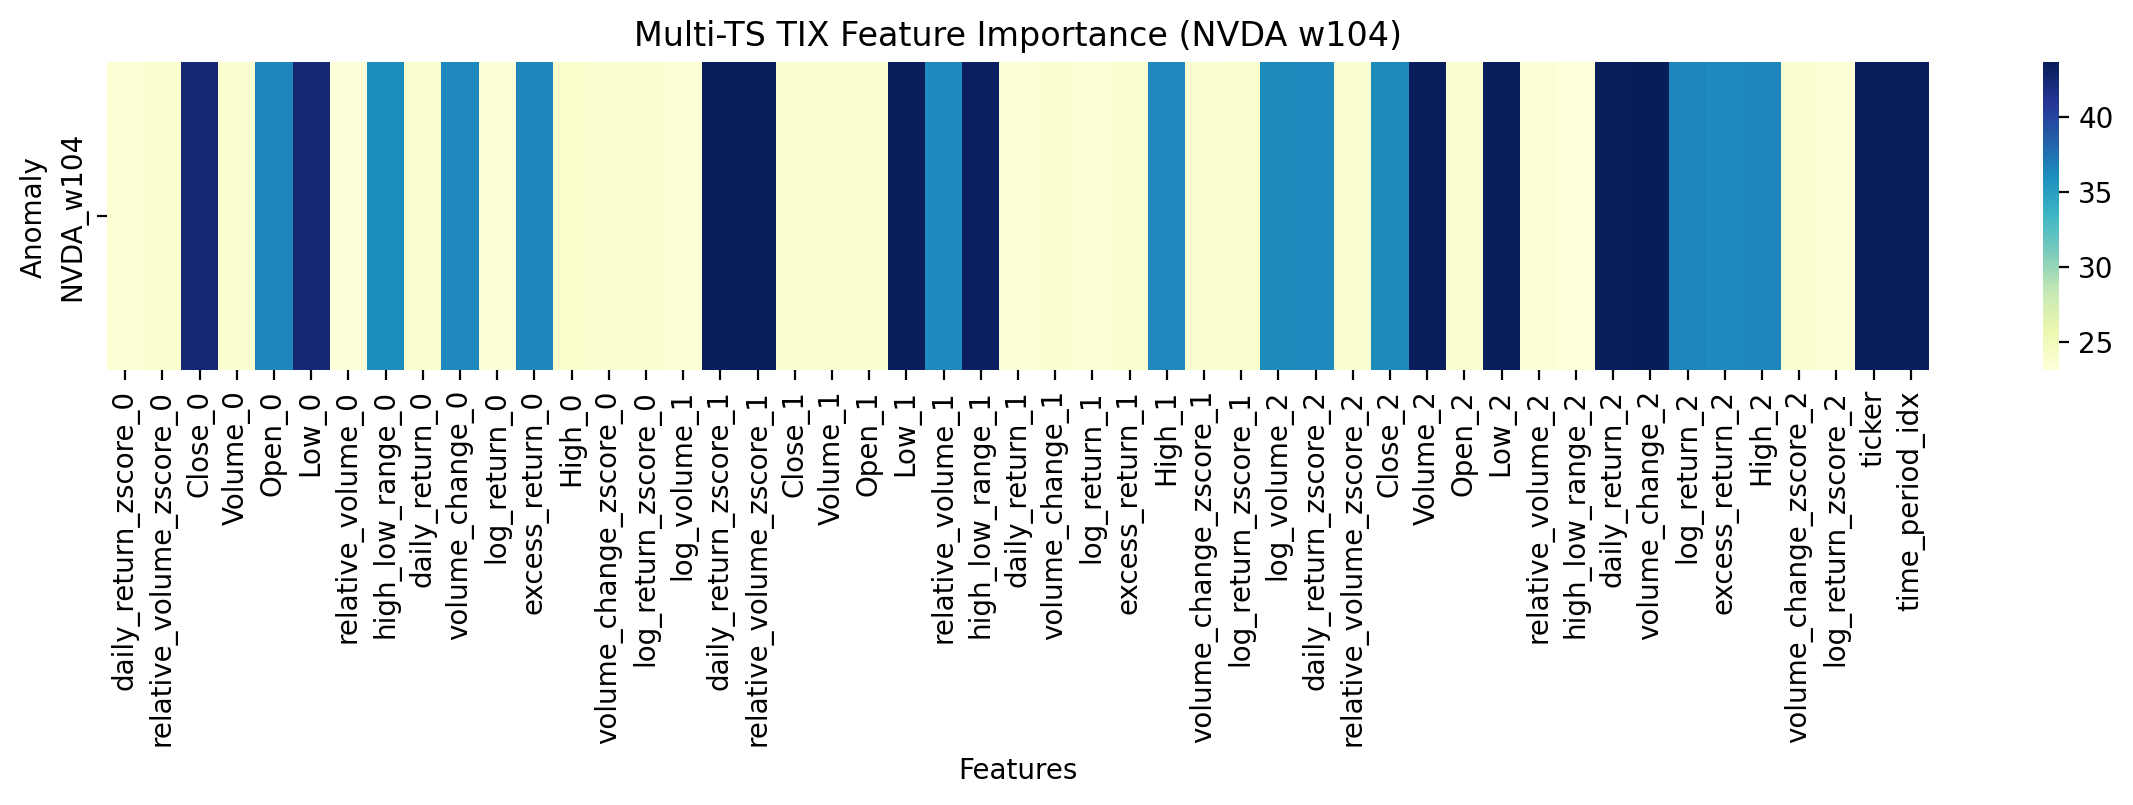 Multi-TS TIX Feature Importance (NVDA w104)
Anomaly
NVDA_w104
40
35
30
25
daily_return_zscore_0
relative_volume_zscore_0
Close_0
Volume_0
Open_0
Low_0
relative_volume_0
high_low_range_0
daily_return_0
volume_change_0
log_return_0
excess_return_0
High_0
volume_change_zscore_0
log_return_zscore_0
log_volume_1
daily_return_zscore_1
relative_volume_zscore_1
Close_1
Volume_1
Open_1
Low_1
relative_volume_1
high_low_range_1
daily_return_1
volume_change_1
log_return_1
excess_return_1
High_1
volume_change_zscore_1
log_return_zscore_1
log_volume_2
daily_return_zscore_2
relative_volume_zscore_2
Close_2
Volume_2
Open_2
Low_2
relative_volume_2
high_low_range_2
daily_return_2
volume_change_2
log_return_2
excess_return_2
High_2
volume_change_zscore_2
log_return_zscore_2
ticker
time_period_idx
Features